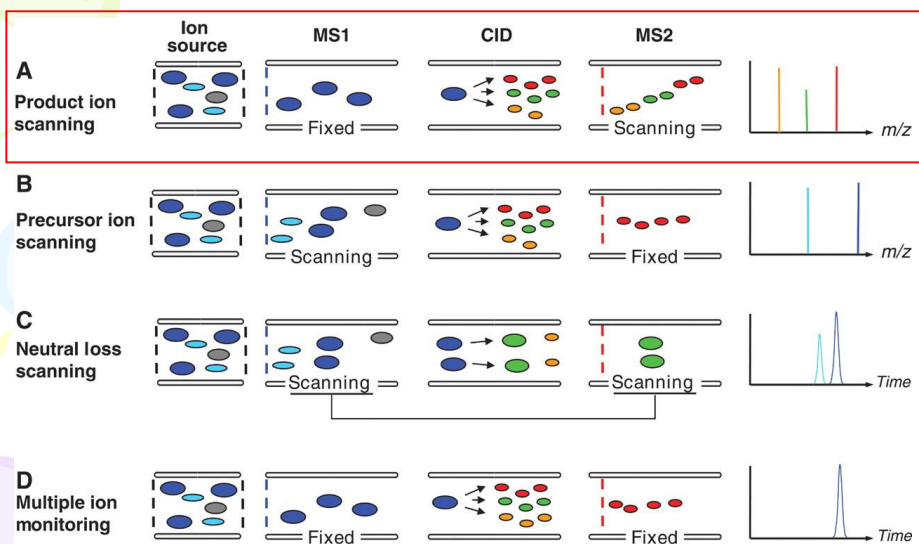 Ion
source
MS1
CID
MS2
A
Product ion
scanning
Fixed
Scanning
m/z
B
Precursor ion
scanning
Scanning
Fixed
m/z
C
Neutral loss
scanning
Scanning
Scanning
Time
D
Multiple ion
monitoring
Fixed
Fixed
Time